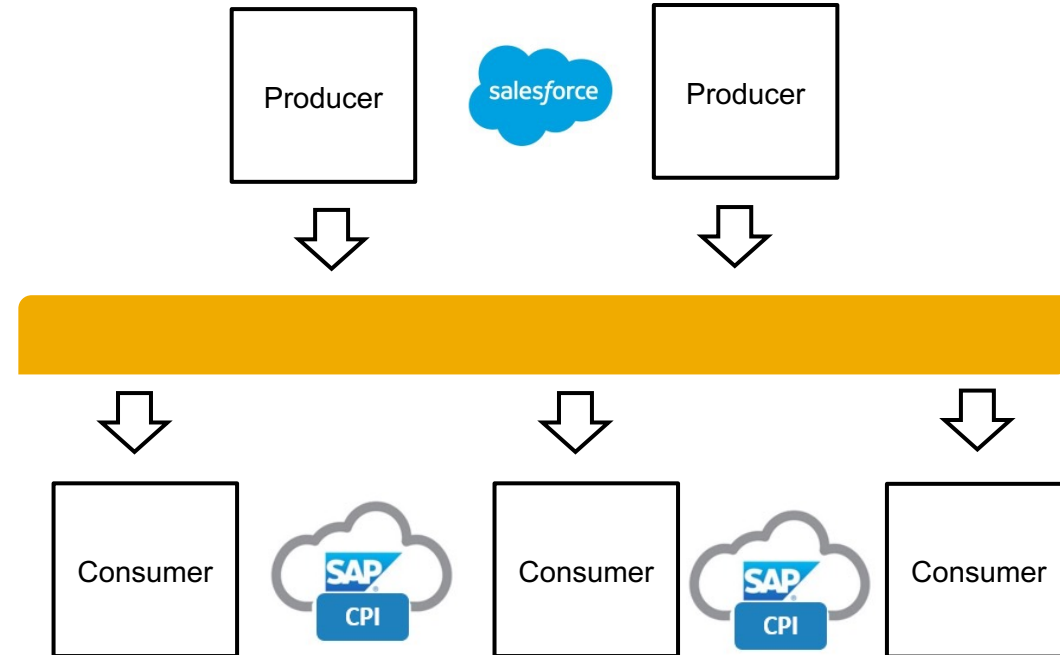 Producer
salesforce
Producer
Consumer
SAP
CPI
Consumer
SAP
CPI
Consumer